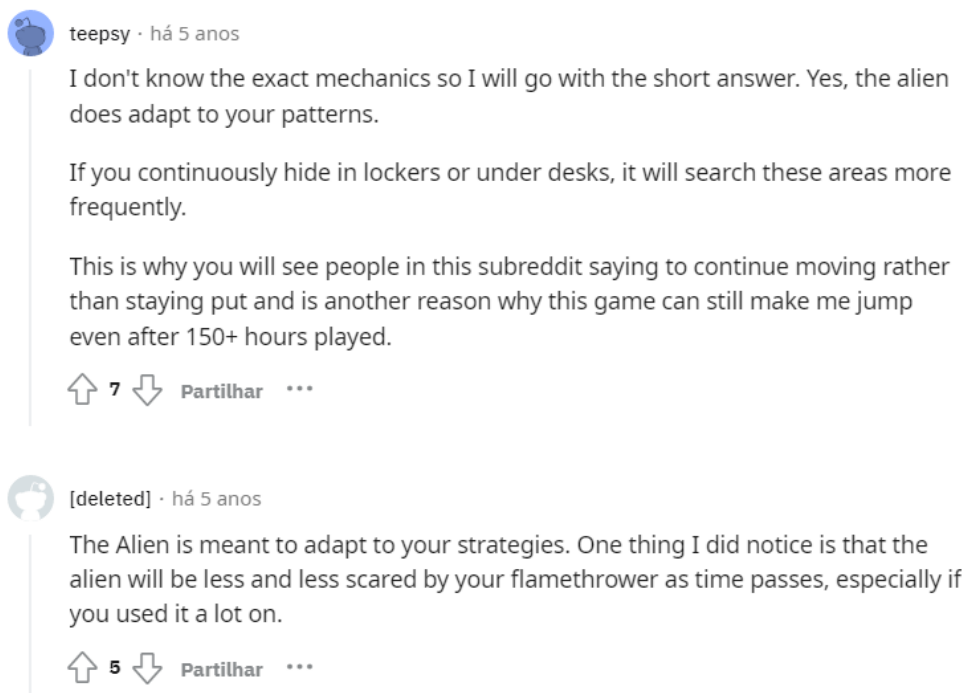 teepsy · há 5 anos
I don't know the exact mechanics so I will go with the short answer. Yes, the alien
does adapt to your patterns.
If you continuously hide in lockers or under desks, it will search these areas more
frequently.
This is why you will see people in this subreddit saying to continue moving rather
than staying put and is another reason why this game can still make me jump
even after 150+ hours played.
7 Partilhar ...
[deleted] · há 5 anos
The Alien is meant to adapt to your strategies. One thing I did notice is that the
alien will be less and less scared by your flamethrower as time passes, especially if
you used it a lot on.
5 Partilhar ...